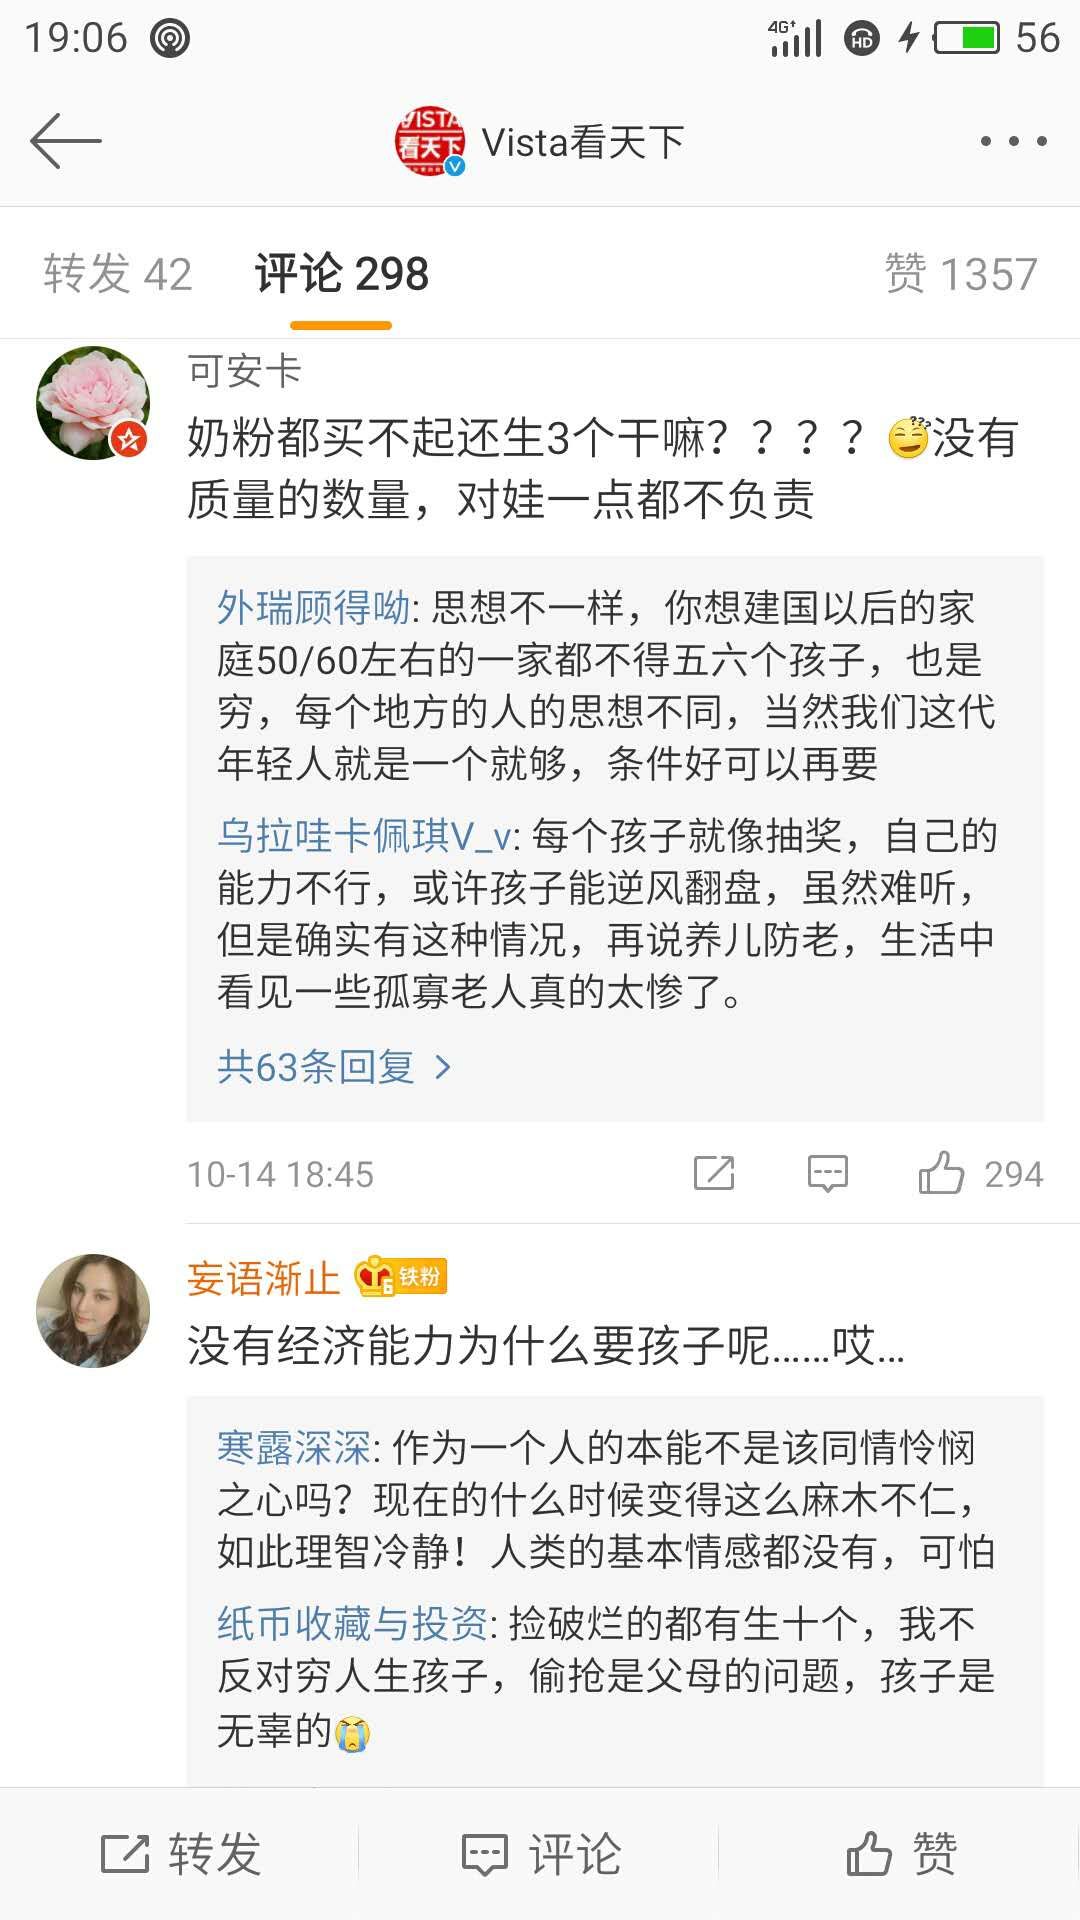 19:06
4G+
HD
56
VISTA
看天下
Vista看天下
转发 42
评论 298
赞 1357
可安卡
奶粉都买不起还生3个干嘛？？？？没有
质量的数量，对娃一点都不负责
外瑞顾得呦: 思想不一样，你想建国以后的家
庭50/60左右的一家都不得五六个孩子，也是
穷，每个地方的人的思想不同，当然我们这代
年轻人就是一个就够，条件好可以再要
乌拉哇卡佩琪V_v: 每个孩子就像抽奖，自己的
能力不行，或许孩子能逆风翻盘，虽然难听，
但是确实有这种情况，再说养儿防老，生活中
看见一些孤寡老人真的太惨了。
共63条回复
10-14 18:45
294
妄语渐止
6
铁粉
没有经济能力为什么要孩子呢……哎…
寒露深深: 作为一个人的本能不是该同情怜悯
之心吗？现在的什么时候变得这么麻木不仁，
如此理智冷静！人类的基本情感都没有，可怕
纸币收藏与投资: 捡破烂的都有生十个，我不
反对穷人生孩子，偷抢是父母的问题，孩子是
无辜的
转发
评论
赞